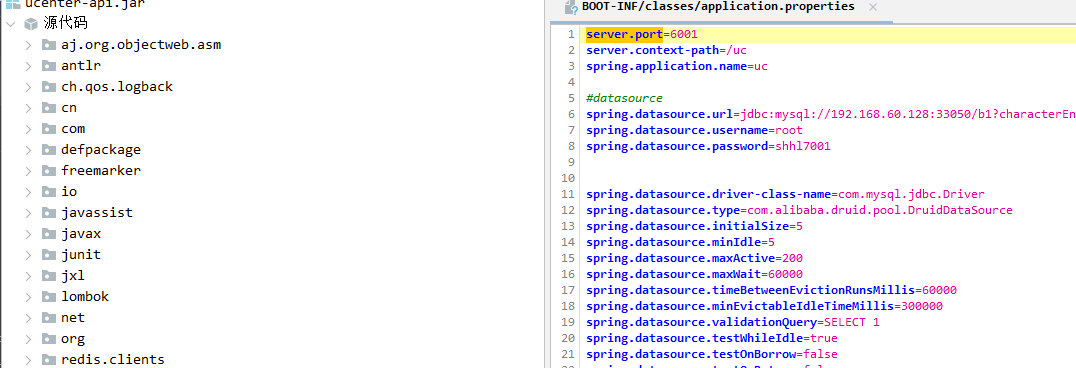 ucenter-api.jar
源代码
aj.org.objectweb.asm
antlr
ch.qos.logback
cn
com
defpackage
freemarker
io
javassist
javax
junit
jxl
lombok
net
org
redis.clients
BOOT-INF/classes/application.properties ×
1 server.port=6001
2 server.context-path=/uc
3 spring.application.name=uc
4
5 #datasource
6 spring.datasource.url=jdbc:mysql://192.168.60.128:33050/b1?characterEn
7 spring.datasource.username=root
8 spring.datasource.password=shhl7001
9
10
11 spring.datasource.driver-class-name=com.mysql.jdbc.Driver
12 spring.datasource.type=com.alibaba.druid.pool.DruidDataSource
13 spring.datasource.initialSize=5
14 spring.datasource.minIdle=5
15 spring.datasource.maxActive=200
16 spring.datasource.maxWait=60000
17 spring.datasource.timeBetweenEvictionRunsMillis=60000
18 spring.datasource.minEvictableIdleTimeMillis=300000
19 spring.datasource.validationQuery=SELECT 1
20 spring.datasource.testWhileIdle=true
21 spring.datasource.testOnBorrow=false